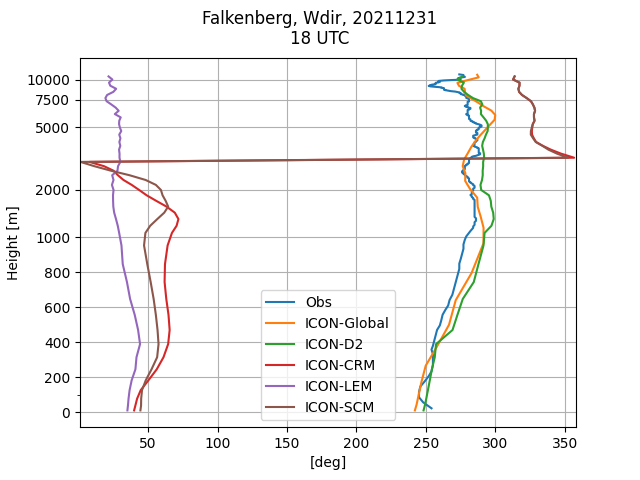 Falkenberg, Wdir, 20211231
18 UTC
10000
7500
5000
2000
1000
800
600
400
200
0
Height [m]
Obs
ICON-Global
ICON-D2
ICON-CRM
ICON-LEM
ICON-SCM
50 100 150 200 250 300 350
[deg]